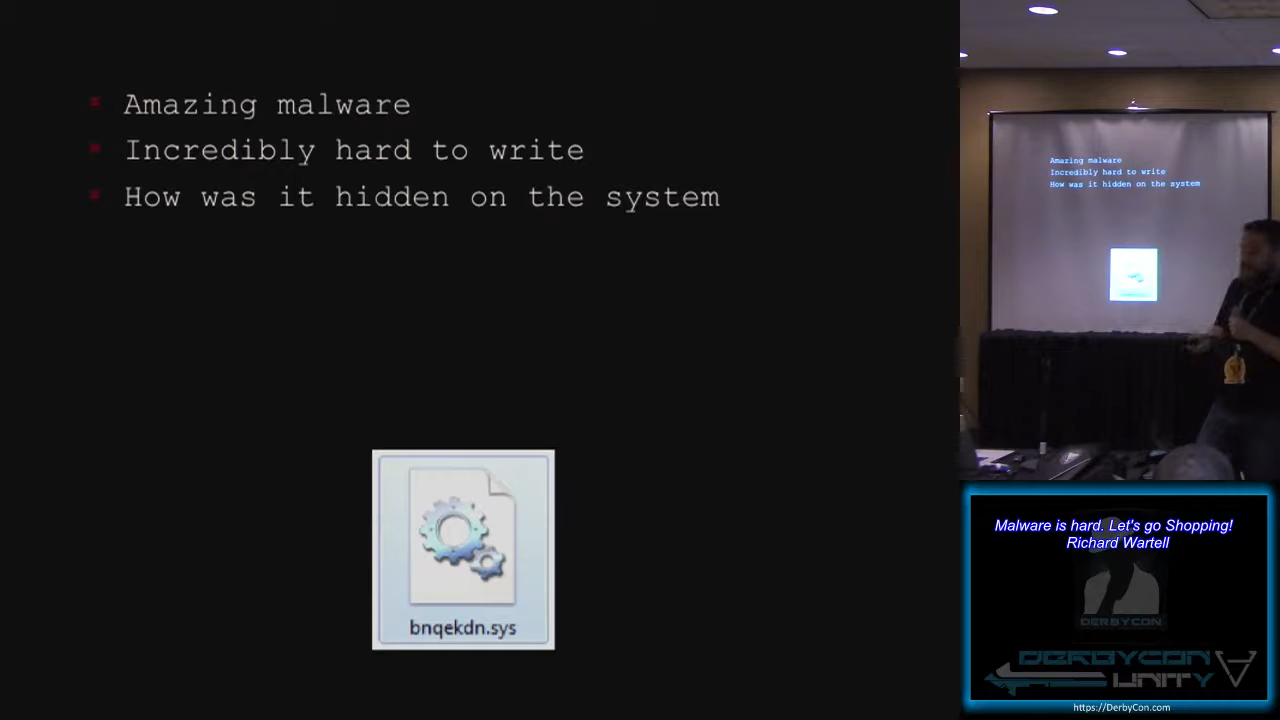 Amazing malware
Incredibly hard to write
How was it hidden on the system
bnqekdn.sys
Amazing malware
Incredibly hard to write
How was it hidden on the system
Malware is hard. Let's go Shopping!
Richard Wartell
DERBYCON
DERBYCON
UNITY
https://DerbyCon.com